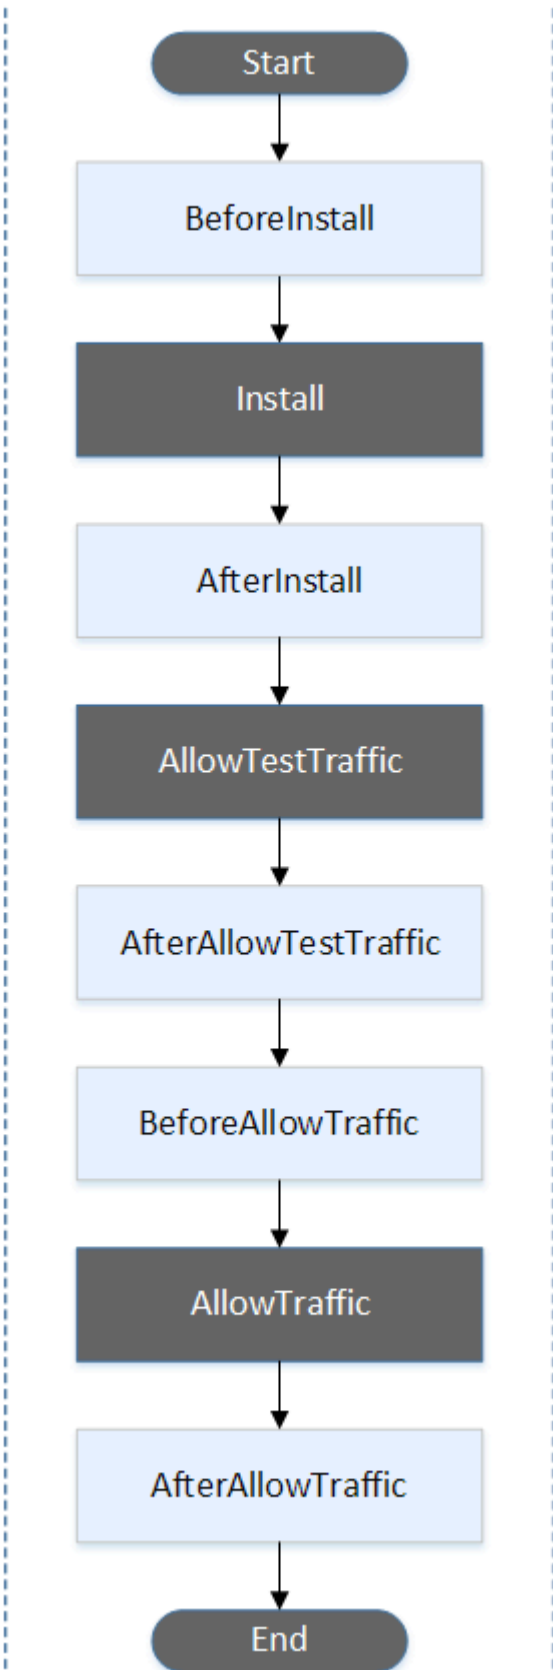 Start
BeforeInstall
Install
AfterInstall
AllowTestTraffic
AfterAllowTestTraffic
BeforeAllowTraffic
AllowTraffic
AfterAllowTraffic
End